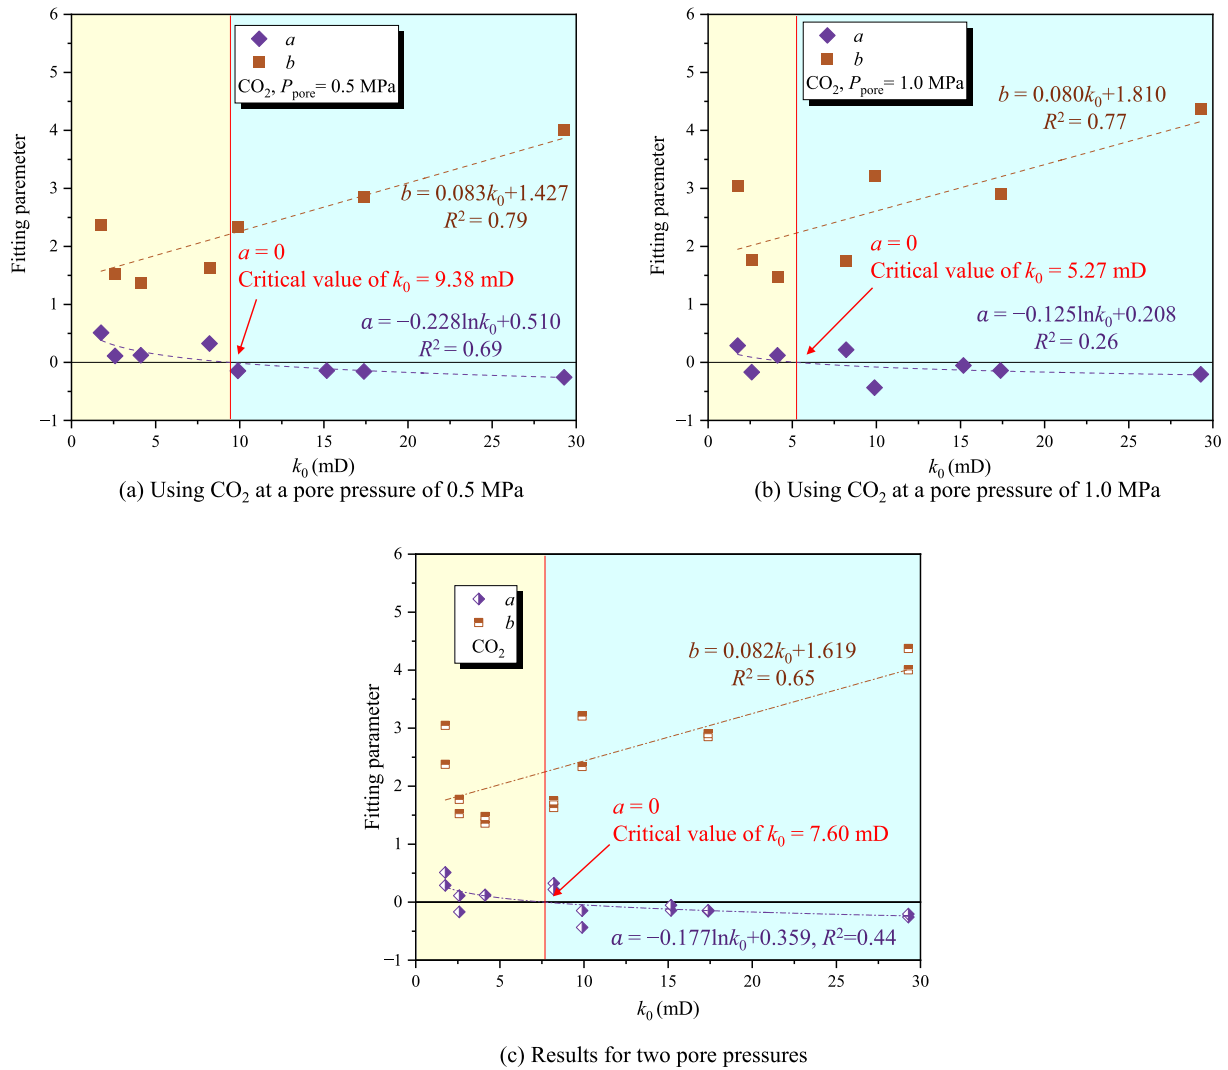 6
5
4
3
2
1
0
−1
Fitting paremeter
a
b
CO2, Ppore= 0.5 MPa
b = 0.083k0+1.427
R2 = 0.79
a = 0
Critical value of k0 = 9.38 mD
a = −0.228lnk0+0.510
R2 = 0.69
0 5 10 15 20 25 30
k0 (mD)
(a) Using CO2 at a pore pressure of 0.5 MPa
6
5
4
3
2
1
0
−1
Fitting paremeter
a
b
CO2, Ppore= 1.0 MPa
b = 0.080k0+1.810
R2 = 0.77
a = 0
Critical value of k0 = 5.27 mD
a = −0.125lnk0+0.208
R2 = 0.26
0 5 10 15 20 25 30
k0 (mD)
(b) Using CO2 at a pore pressure of 1.0 MPa
6
5
4
3
2
1
0
−1
Fitting parameter
a
b
CO2
b = 0.082k0+1.619
R2 = 0.65
a = 0
Critical value of k0 = 7.60 mD
a = −0.177lnk0+0.359, R2=0.44
0 5 10 15 20 25 30
k0 (mD)
(c) Results for two pore pressures